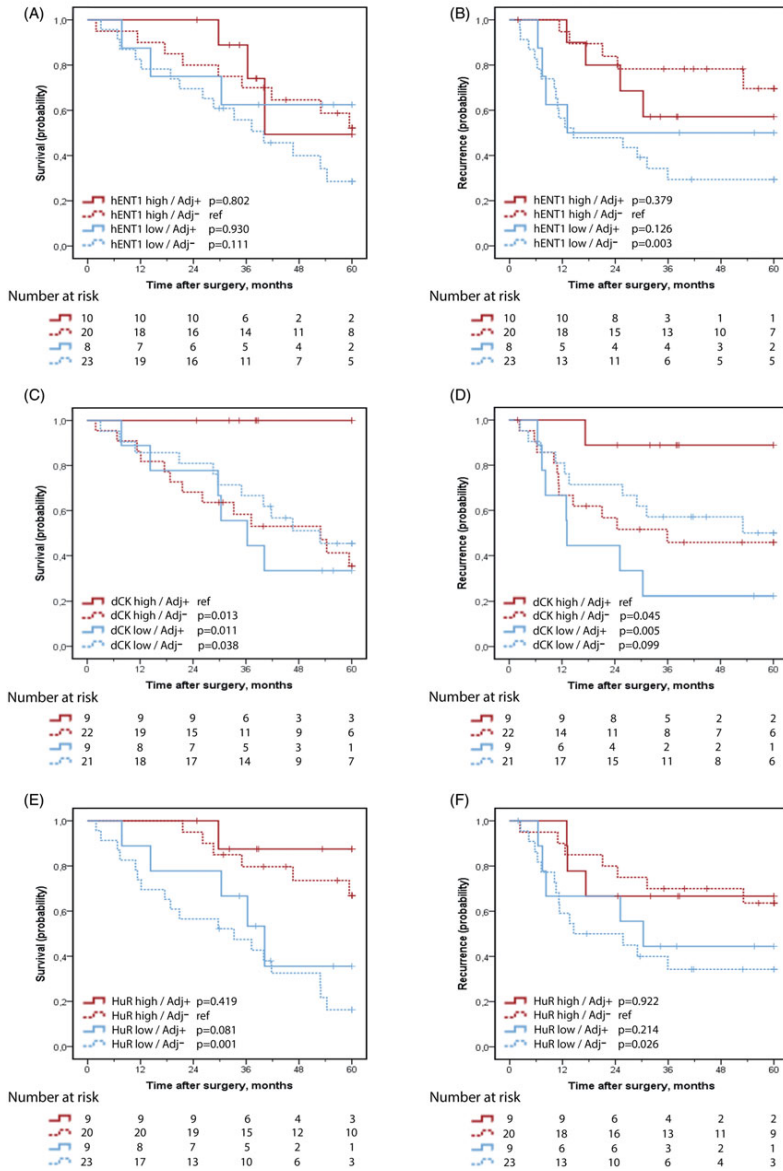 (A)
1,0
0,8
0,6
0,4
0,2
0,0
Survival (probability)
hENT1 high / Adj+ p=0.802
hENT1 high / Adj− ref
hENT1 low / Adj+ p=0.930
hENT1 low / Adj− p=0.111
0 12 24 36 48 60
Time after surgery, months
Number at risk
10 10 10 6 2 2
20 18 16 14 11 8
8 7 6 5 4 2
23 19 16 11 7 5
(B)
1,0
0,8
0,6
0,4
0,2
0,0
Recurrence (probability)
hENT1 high / Adj+ p=0.379
hENT1 high / Adj− ref
hENT1 low / Adj+ p=0.126
hENT1 low / Adj− p=0.003
0 12 24 36 48 60
Time after surgery, months
10 10 8 3 1 1
20 18 15 13 10 7
8 5 4 4 3 2
23 13 11 6 5 5
(C)
1,0
0,8
0,6
0,4
0,2
0,0
Survival (probability)
dCK high / Adj+ ref
dCK high / Adj− p=0.013
dCK low / Adj+ p=0.011
dCK low / Adj− p=0.038
0 12 24 36 48 60
Time after surgery, months
Number at risk
9 9 9 6 3 3
22 19 15 11 9 6
9 8 7 5 3 1
21 18 17 14 9 7
(D)
1,0
0,8
0,6
0,4
0,2
0,0
Recurrence (probability)
dCK high / Adj+ ref
dCK high / Adj− p=0.045
dCK low / Adj+ p=0.005
dCK low / Adj− p=0.099
0 12 24 36 48 60
Time after surgery, months
Number at risk
9 9 8 5 2 2
22 14 11 8 7 6
9 6 4 2 2 1
21 17 15 11 8 6
(E)
1,0
0,8
0,6
0,4
0,2
0,0
Survival (probability)
HuR high / Adj+ p=0.419
HuR high / Adj− ref
HuR low / Adj+ p=0.081
HuR low / Adj− p=0.001
0 12 24 36 48 60
Time after surgery, months
Number at risk
9 9 9 6 4 3
20 20 19 15 12 10
9 8 7 5 2 1
23 17 13 10 6 3
(F)
1,0
0,8
0,6
0,4
0,2
0,0
Recurrence (probability)
HuR high / Adj+ p=0.922
HuR high / Adj− ref
HuR low / Adj+ p=0.214
HuR low / Adj− p=0.026
0 12 24 36 48 60
Time after surgery, months
Number at risk
9 9 6 4 2 2
20 18 16 13 11 9
9 6 6 3 2 1
23 13 10 6 4 3